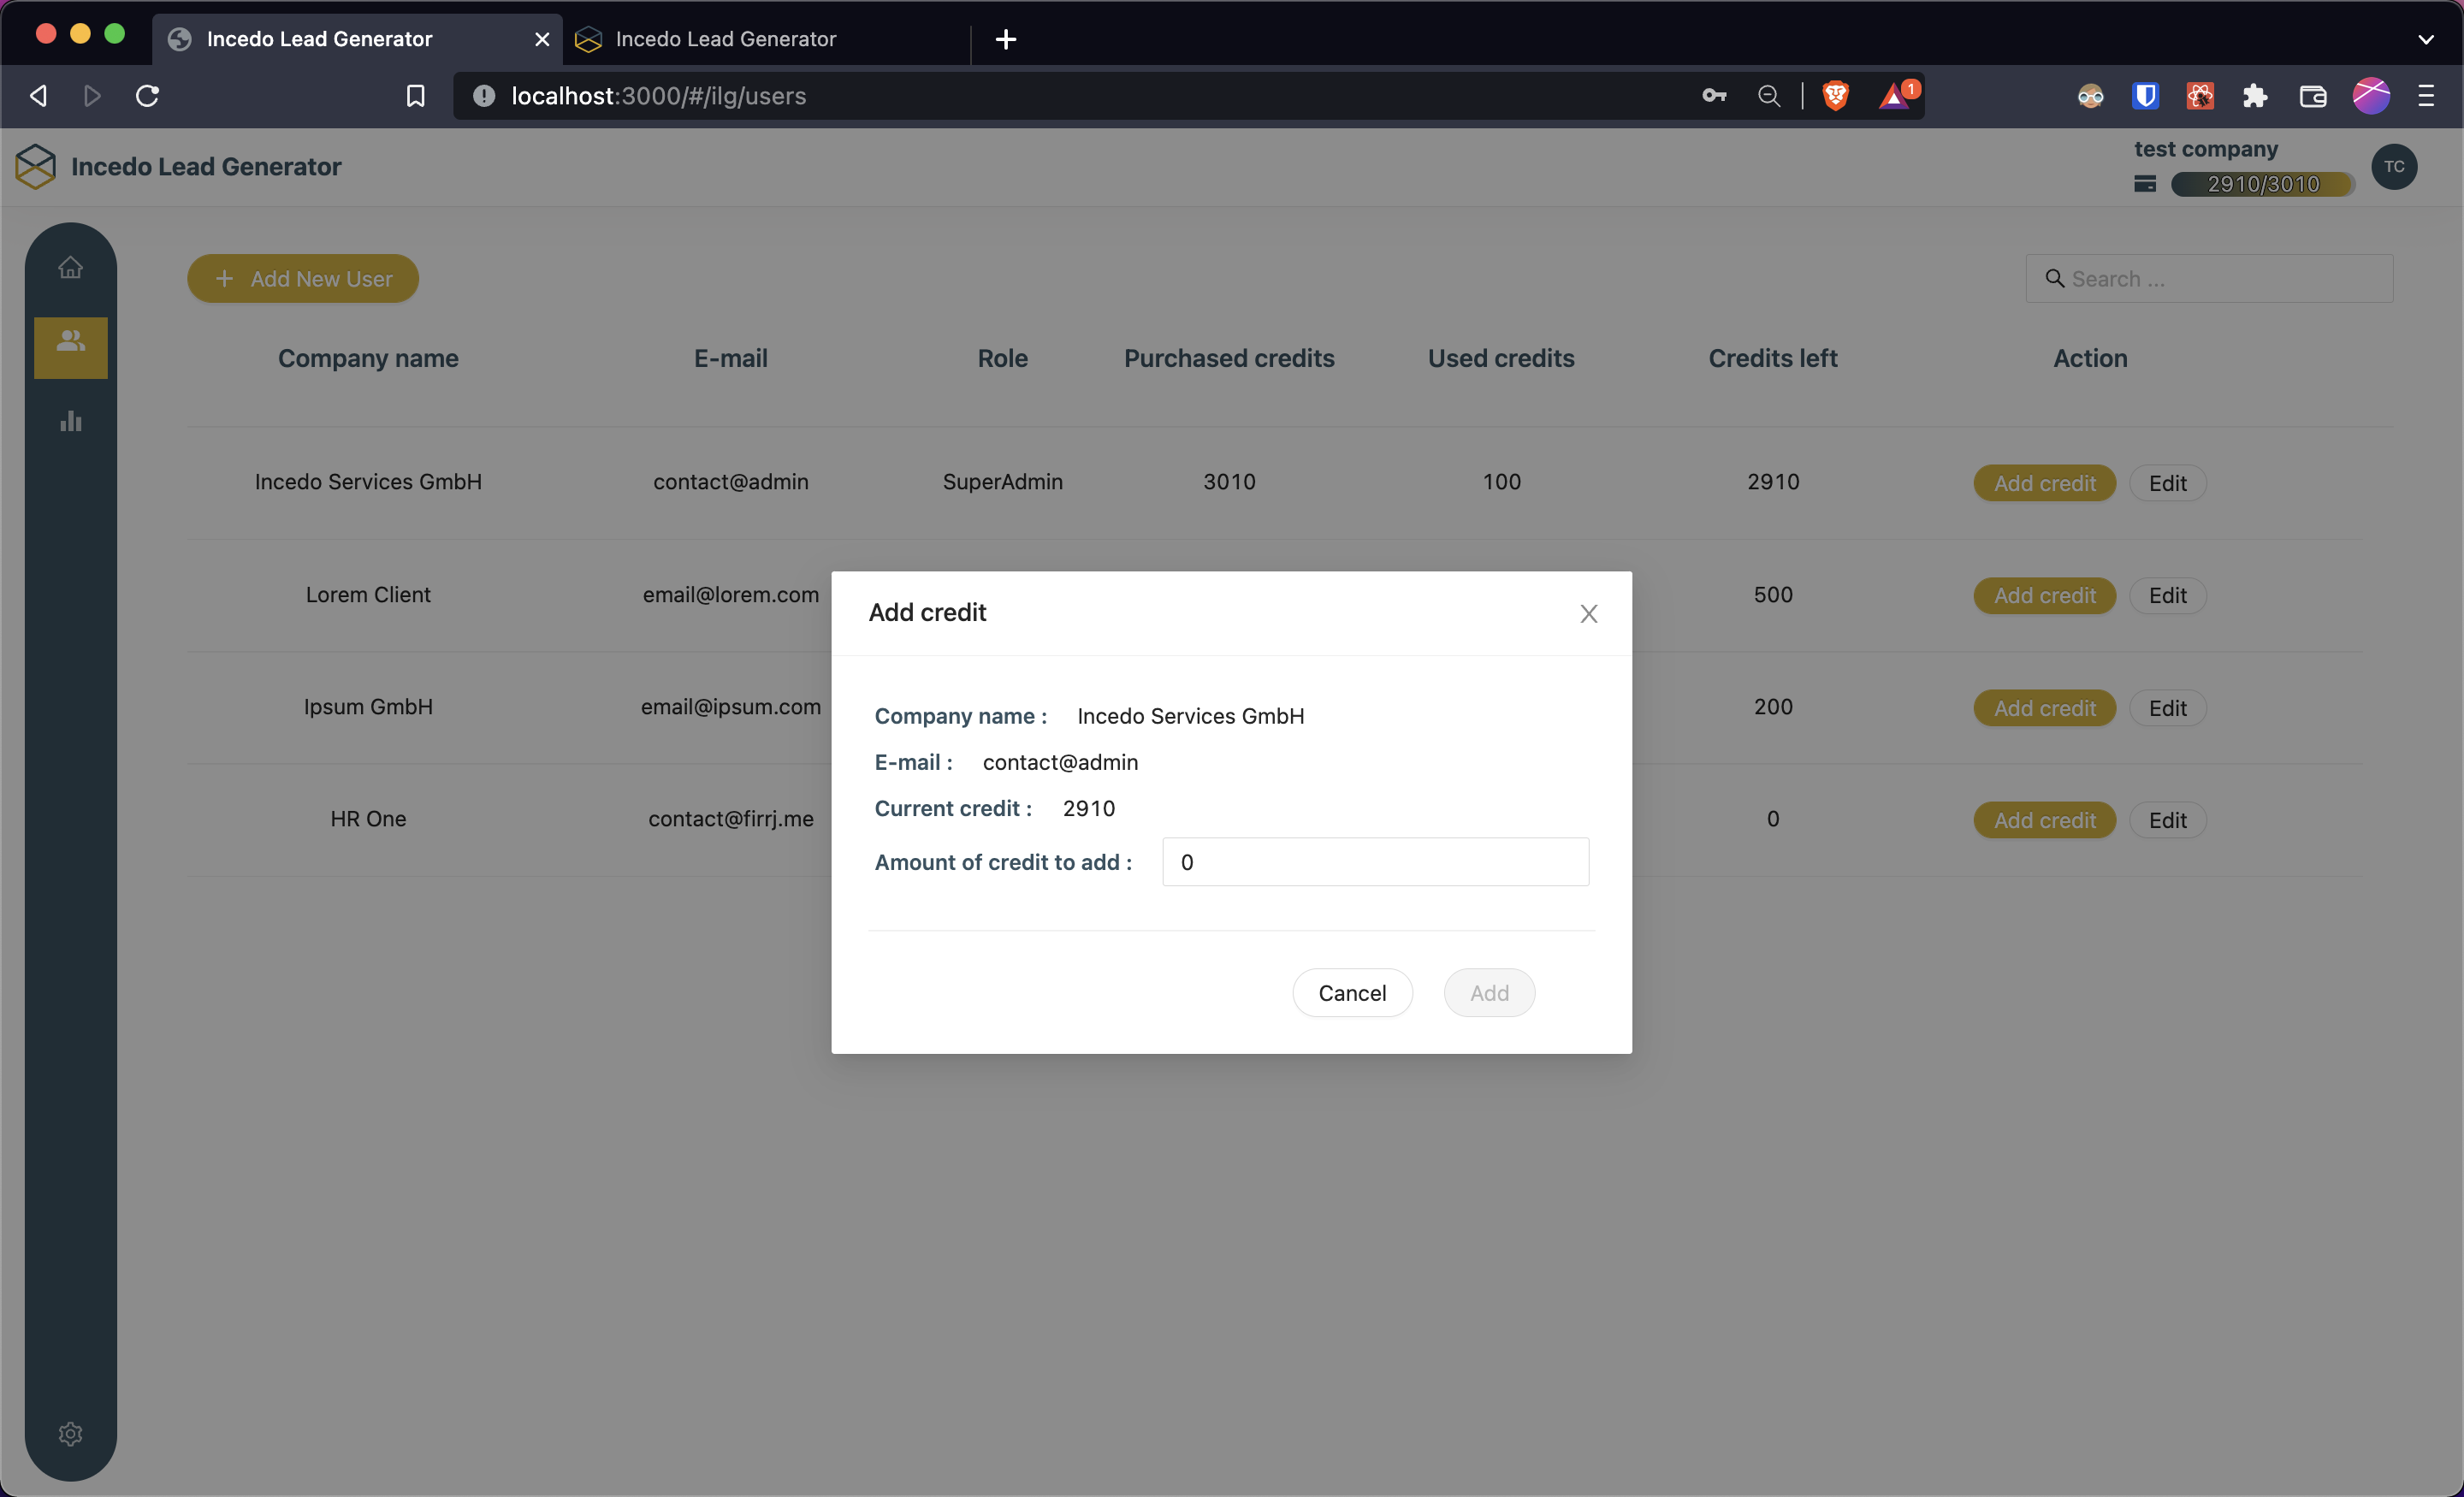 Incedo Lead Generator
Incedo Lead Generator
localhost:3000/#/ilg/users
1
Incedo Lead Generator
test company
2910/3010
TC
Add New User
Search ...
Company name E-mail Role Purchased credits Used credits Credits left Action
Incedo Services GmbH contact@admin SuperAdmin 3010 100 2910 Add credit Edit
Lorem Client email@lorem.com 500 Add credit Edit
Ipsum GmbH email@ipsum.com 200 Add credit Edit
HR One contact@firrj.me 0 Add credit Edit
Add credit
Company name : Incedo Services GmbH
E-mail : contact@admin
Current credit : 2910
Amount of credit to add : 0
Cancel Add